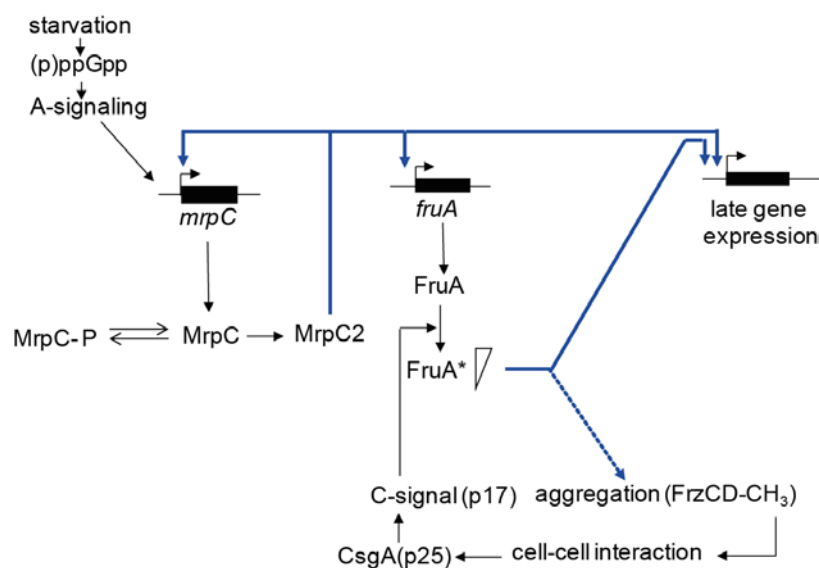 starvation
(p)ppGpp
A-signaling
mrpC
fruA
late gene
expression
FruA
MrpC-P
MrpC
MrpC2
FruA*
C-signal (p17)
aggregation (FrzCD-CH₃)
CsgA(p25)
cell-cell interaction